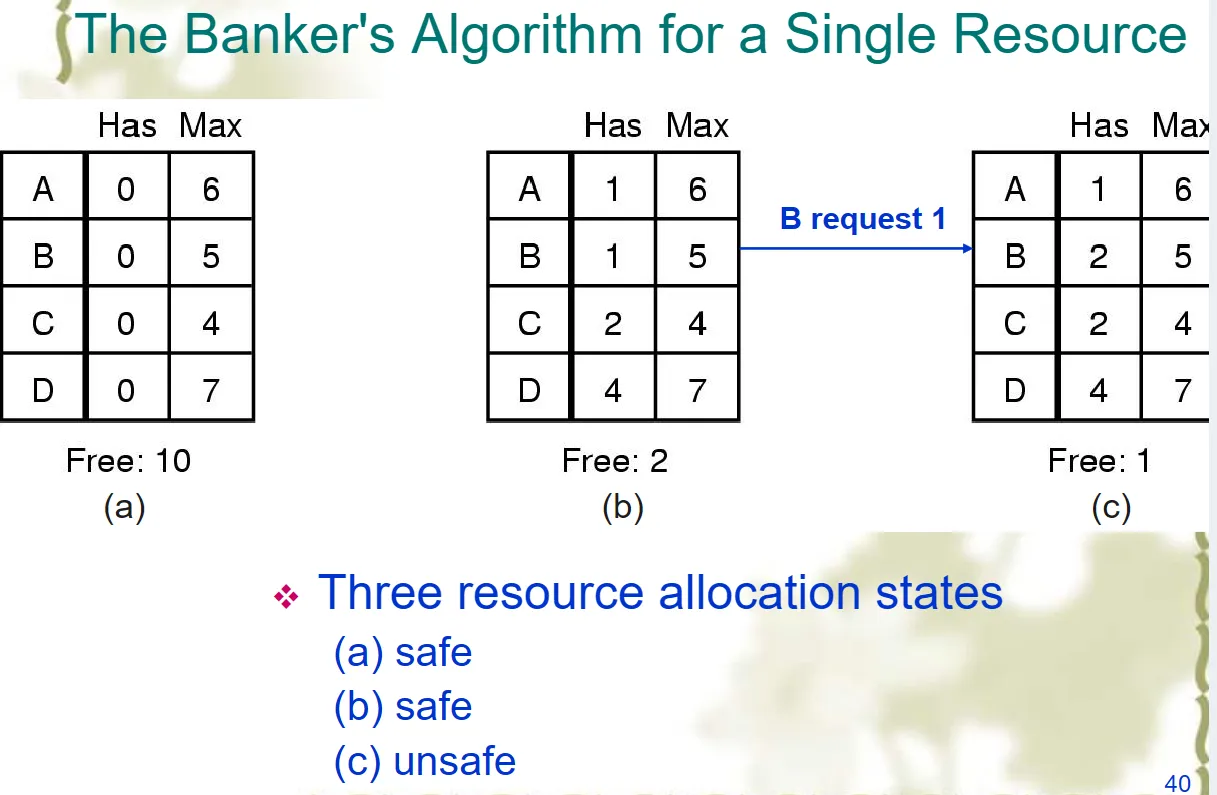 The Banker's Algorithm for a Single Resource
Has Max
A 0 6
B 0 5
C 0 4
D 0 7
Free: 10
(a)
Has Max
A 1 6
B 1 5
C 2 4
D 4 7
Free: 2
(b)
B request 1
Has Max
A 1 6
B 2 5
C 2 4
D 4 7
Free: 1
(c)
Three resource allocation states
(a) safe
(b) safe
(c) unsafe
40